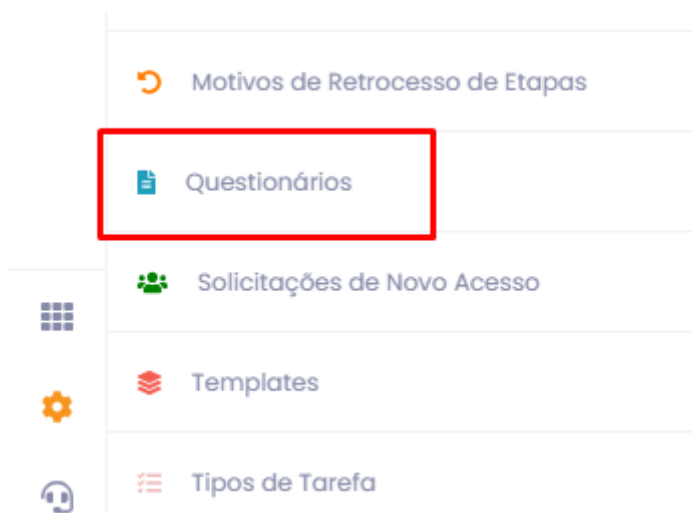 Motivos de Retrocesso de Etapas
Questionários
Solicitações de Novo Acesso
Templates
Tipos de Tarefa